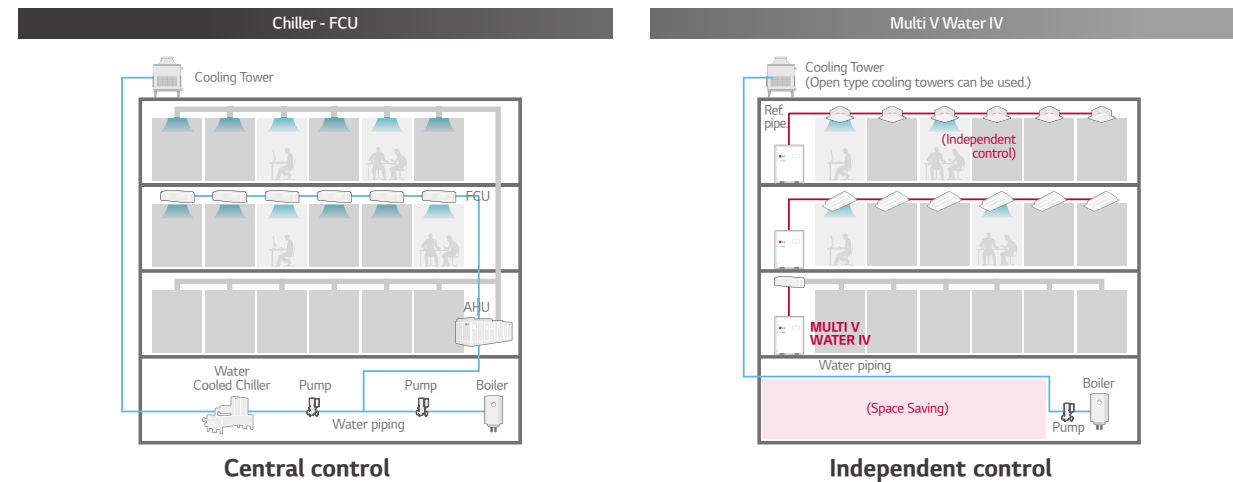 Chiller - FCU
Cooling Tower
FCU
AHU
Water
Cooled Chiller
Pump
Pump
Boiler
Water piping
Central control
Multi V Water IV
Cooling Tower
(Open type cooling towers can be used.)
Ref.
pipe.
(Independent
control)
MULTI V
WATER IV
Water piping
Boiler
(Space Saving)
Pump
Independent control